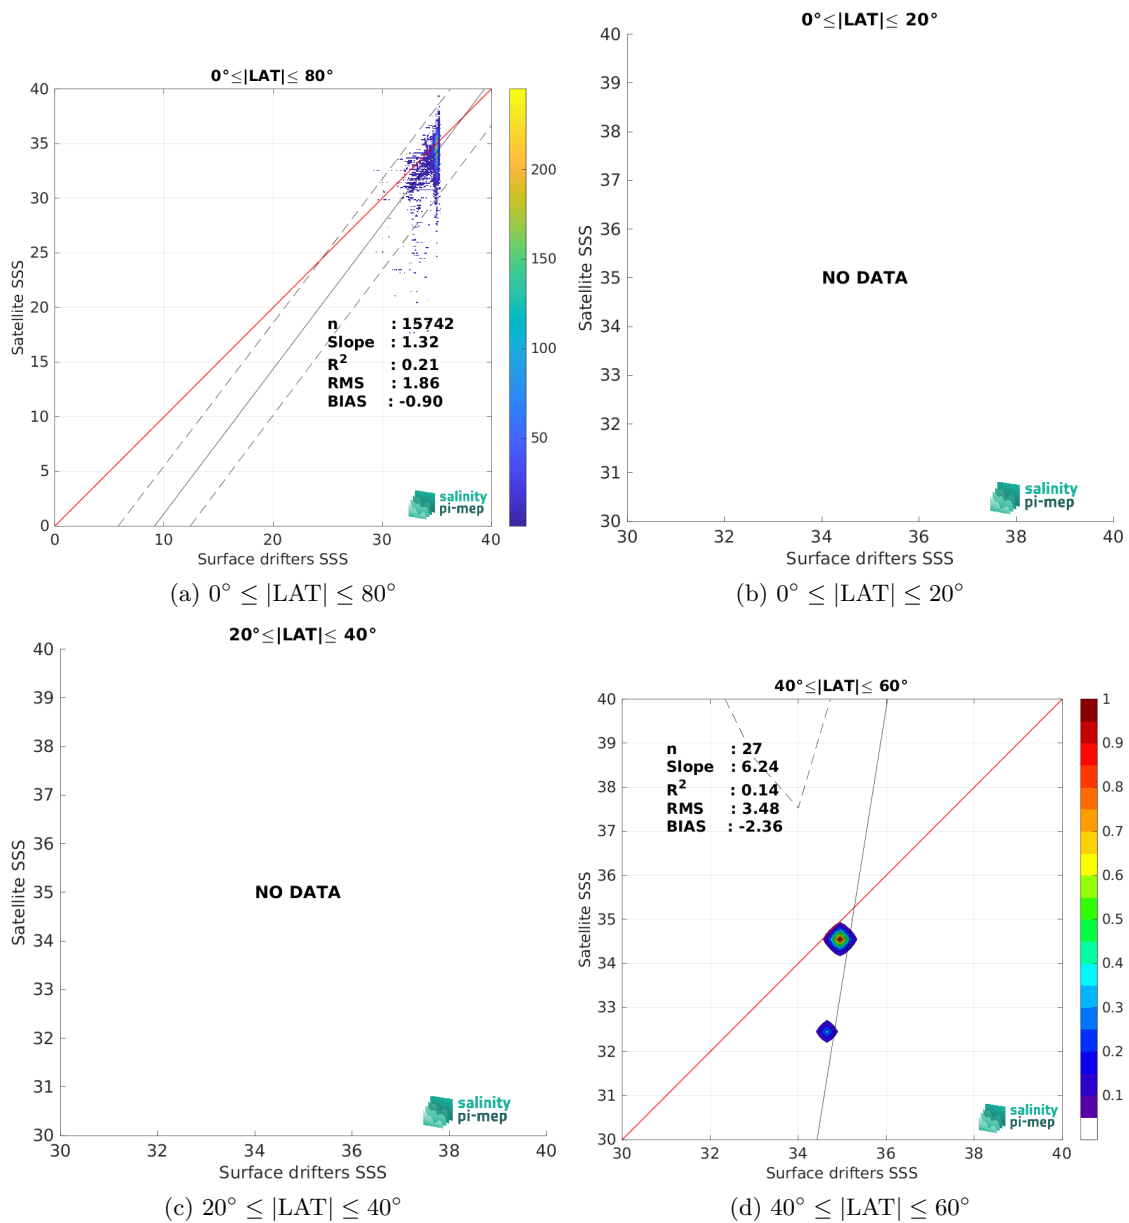 0°≤|LAT|≤ 80°
40
35
30
25
20
15
10
5
0
Satellite SSS
n : 15742
Slope : 1.32
R2 : 0.21
RMS : 1.86
BIAS : -0.90
salinity
pi-mep
0 10 20 30 40
Surface drifters SSS
200
150
100
50
(a) 0° ≤ |LAT| ≤ 80°
0°≤|LAT|≤ 20°
40
39
38
37
36
35
34
33
32
31
30
Satellite SSS
NO DATA
salinity
pi-mep
30 32 34 36 38 40
Surface drifters SSS
(b) 0° ≤ |LAT| ≤ 20°
20°≤|LAT|≤ 40°
40
39
38
37
36
35
34
33
32
31
30
Satellite SSS
NO DATA
salinity
pi-mep
30 32 34 36 38 40
Surface drifters SSS
(c) 20° ≤ |LAT| ≤ 40°
40°≤|LAT|≤ 60°
40
39
38
37
36
35
34
33
32
31
30
Satellite SSS
n : 27
Slope : 6.24
R2 : 0.14
RMS : 3.48
BIAS : -2.36
salinity
pi-mep
30 32 34 36 38 40
Surface drifters SSS
1
0.9
0.8
0.7
0.6
0.5
0.4
0.3
0.2
0.1
(d) 40° ≤ |LAT| ≤ 60°